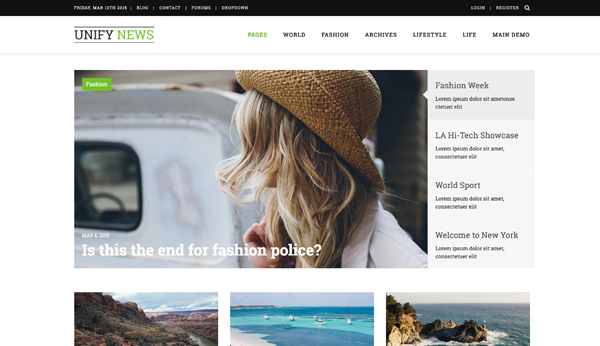 FRIDAY, MAR 13TH 2018 | BLOG | CONTACT | FORUMS | DROPDOWN
LOGIN | REGISTER
UNIFY NEWS
PAGES WORLD FASHION ARCHIVES LIFESTYLE LIFE MAIN DEMO
Fashion
MAR 6, 2018
Is this the end for fashion police?
Fashion Week
Lorem ipsum dolor sit ametonse
ctetuer elit
LA Hi-Tech Showcase
Lorem ipsum dolor sit amet,
consectetuer elit
World Sport
Lorem ipsum dolor sit amet,
consectetuer elit
Welcome to New York
Lorem ipsum dolor sit amet,
consectetuer elit